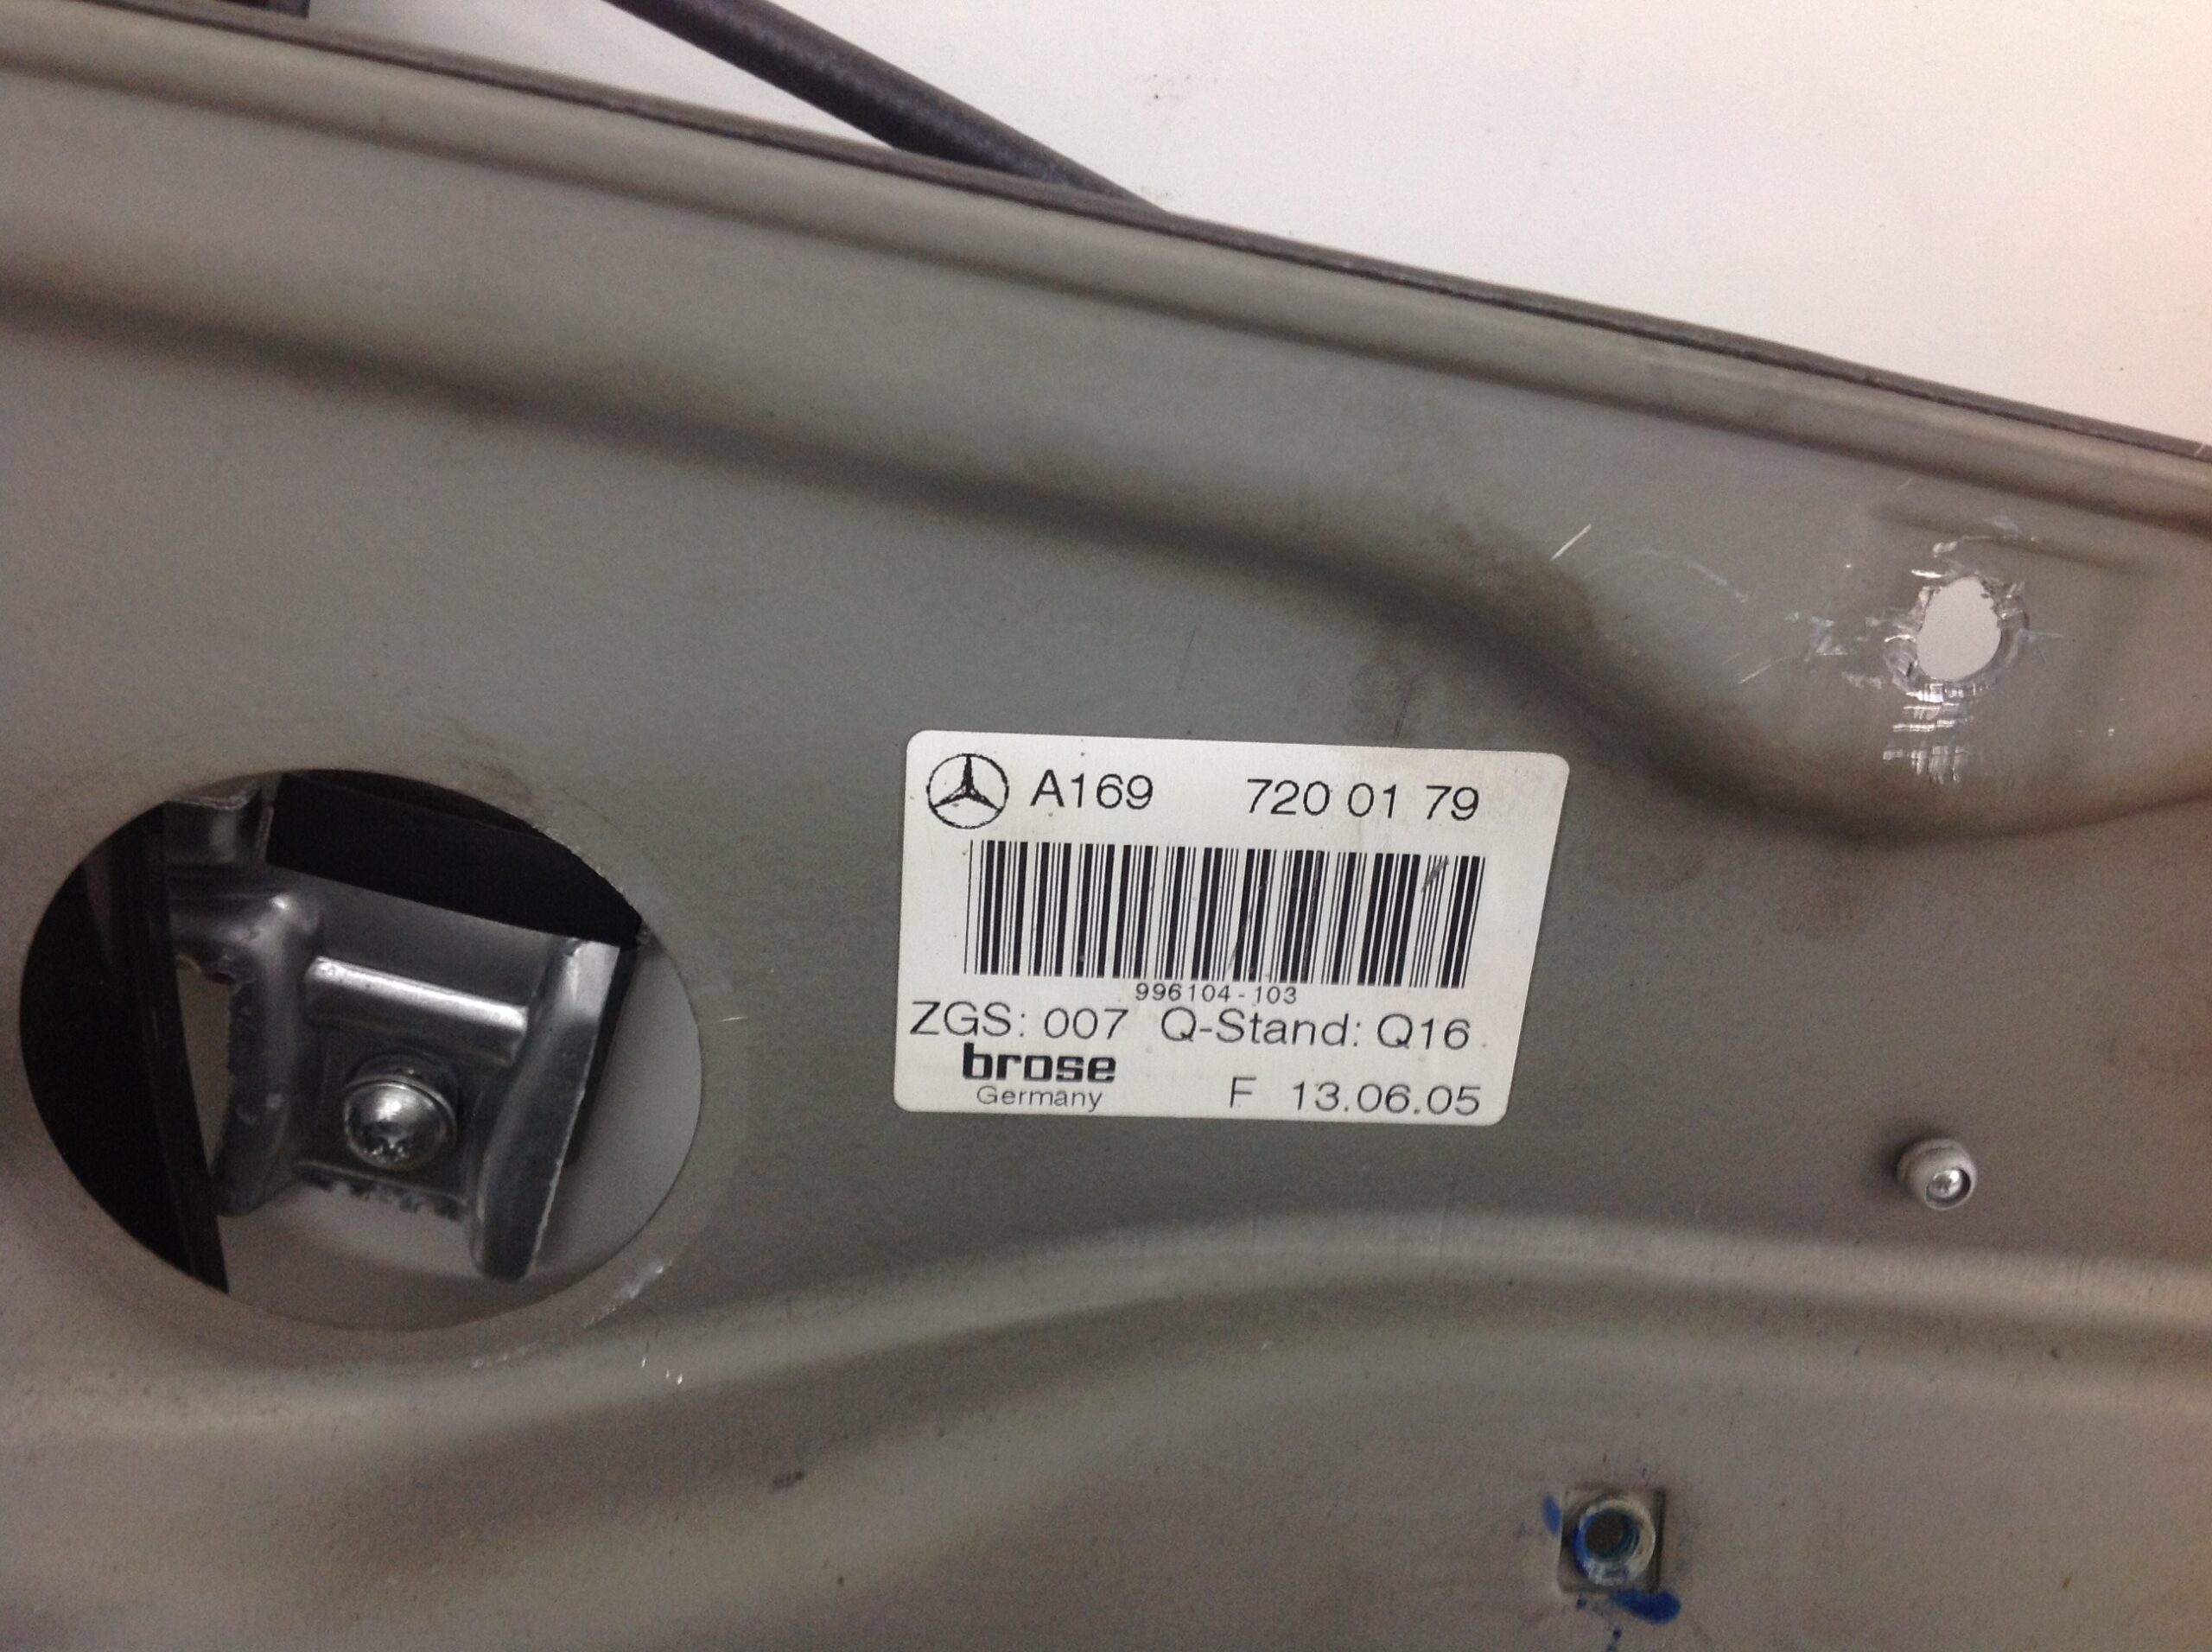 A169 720 01 79
996104-103
ZGS: 007 Q-Stand: Q16
brose
Germany F 13.06.05